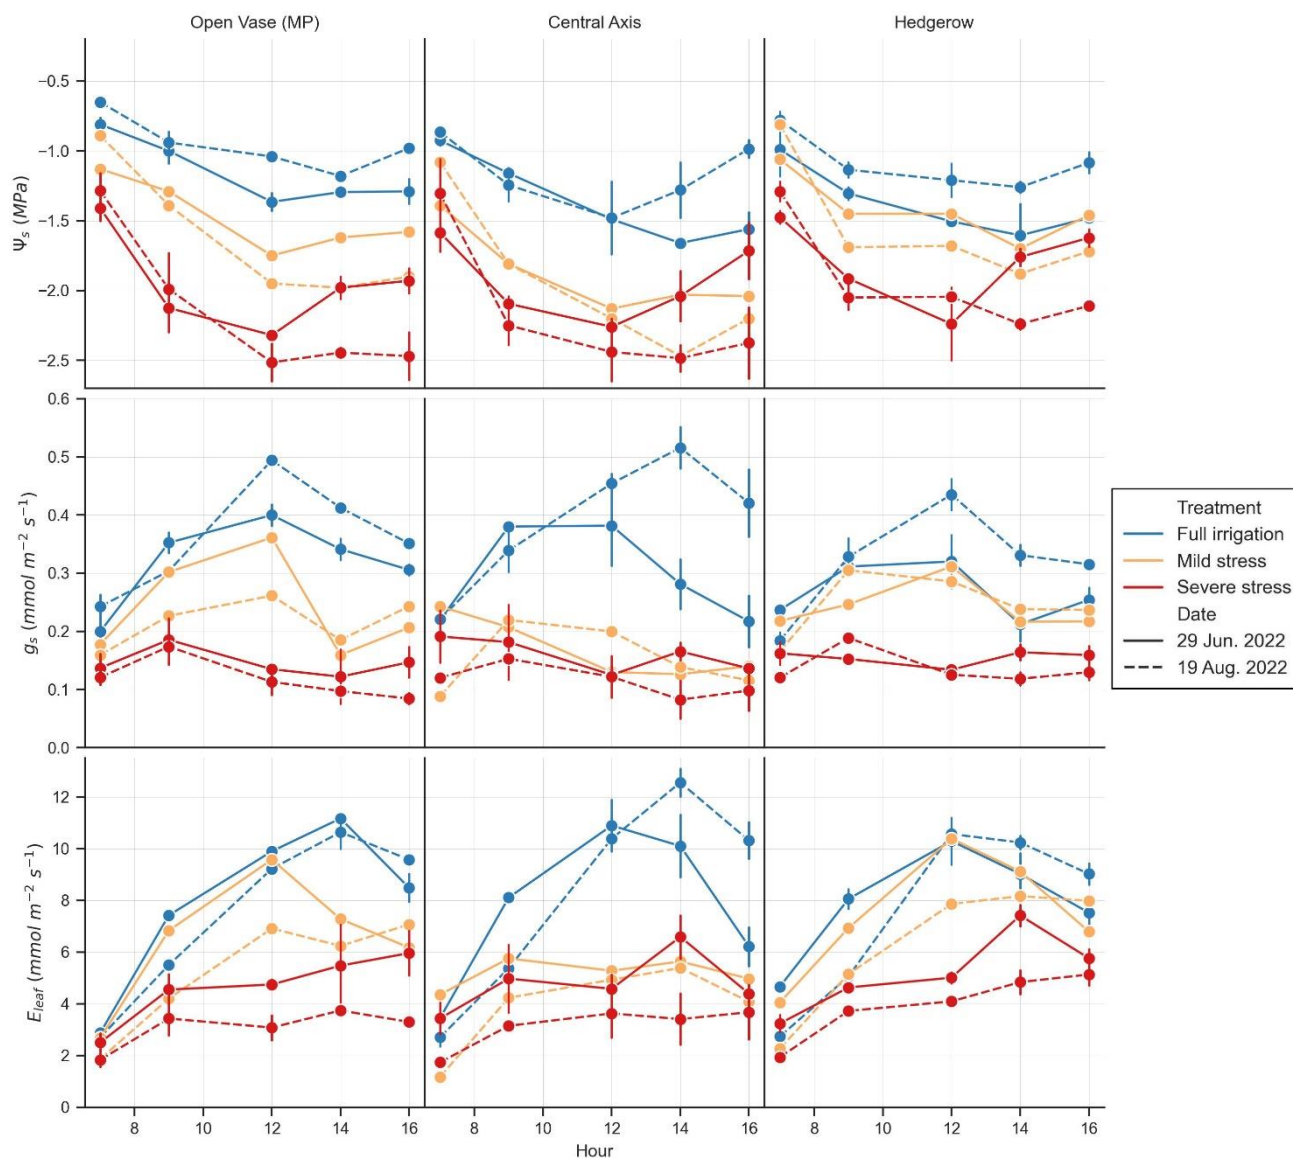 Open Vase (MP) Central Axis Hedgerow
−0.5
−1.0
−1.5
−2.0
−2.5
Ψs (MPa)
0.6
0.5
0.4
0.3
0.2
0.1
0.0
gs (mmol m−2 s−1)
12
10
8
6
4
2
0
Eleaf (mmol m−2 s−1)
8 10 12 14 16 8 10 12 14 16 8 10 12 14 16
Hour
Treatment
Full irrigation
Mild stress
Severe stress
Date
29 Jun. 2022
19 Aug. 2022